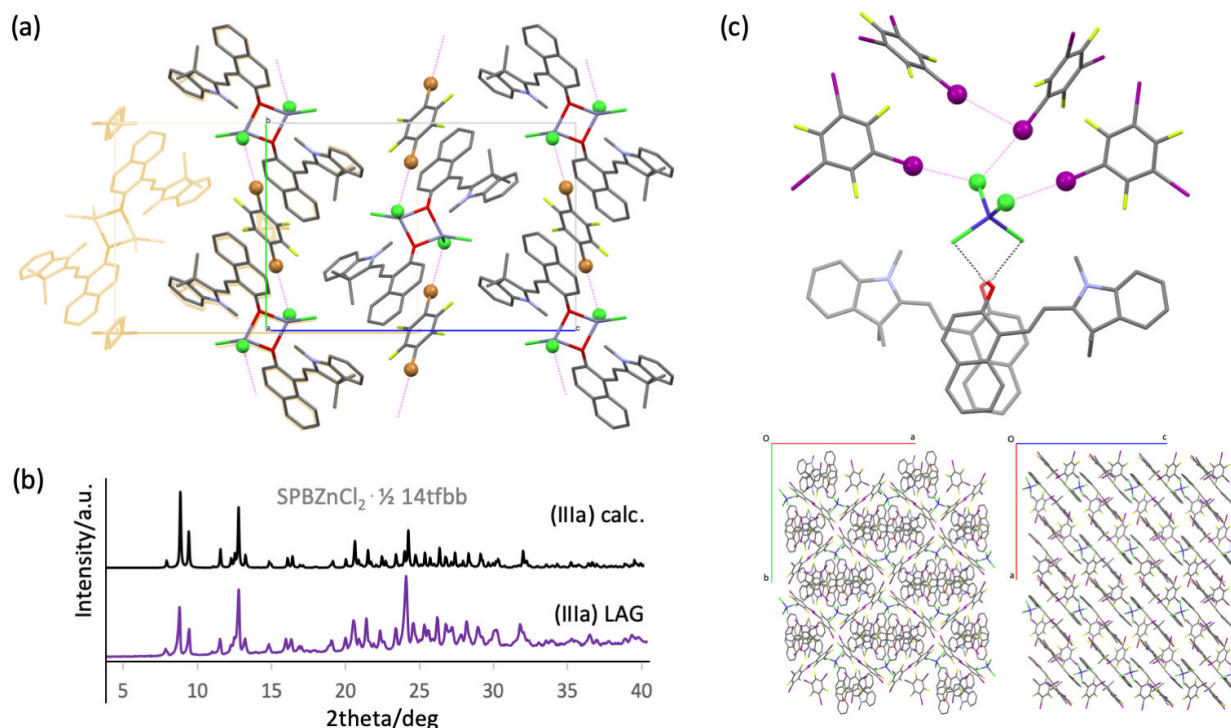 (a)
b
a
c
(b)
Intensity/a.u.
SPBZnCl₂ · ½ 14tfbb
(IIIa) calc.
(IIIa) LAG
5 10 15 20 25 30 35 40
2theta/deg
(c)
O a
b
O c
a